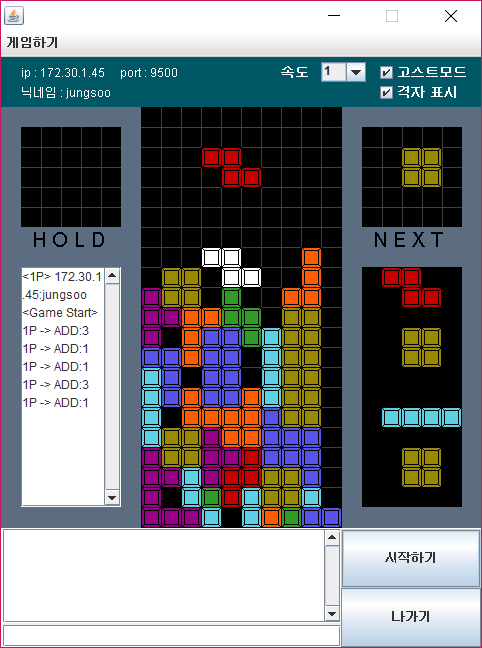 게임하기
ip : 172.30.1.45 port : 9500
속도 1 고스트모드
닉네임 : jungsoo 격자 표시
HOLD
NEXT
<1P> 172.30.1
.45:jungsoo
<Game Start>
1P -> ADD:3
1P -> ADD:1
1P -> ADD:1
1P -> ADD:3
1P -> ADD:1
시작하기
나가기